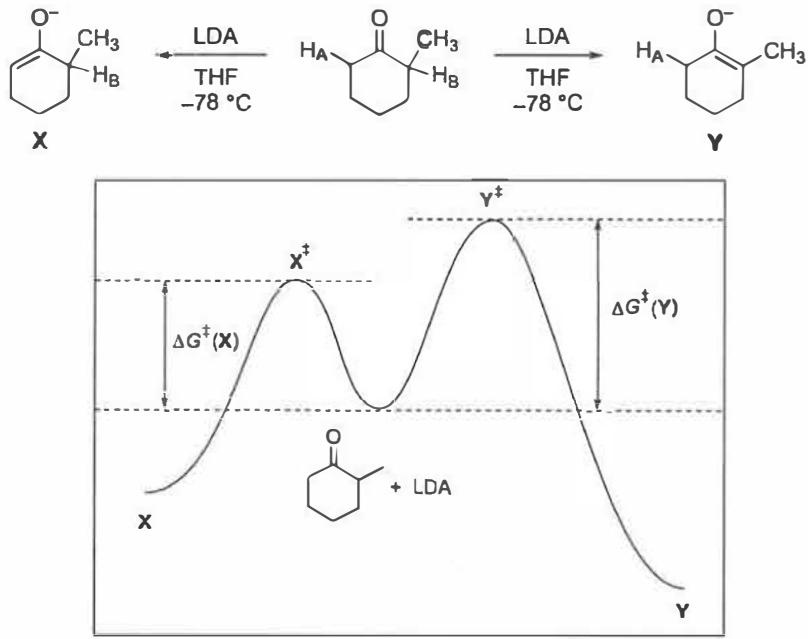 O⁻
CH₃
H_B
X
LDA
THF
–78 °C
O
H_A
CH₃
H_B
LDA
THF
–78 °C
O⁻
H_A
CH₃
Y
Y‡
X‡
ΔG‡(X)
ΔG‡(Y)
O
+ LDA
X
Y